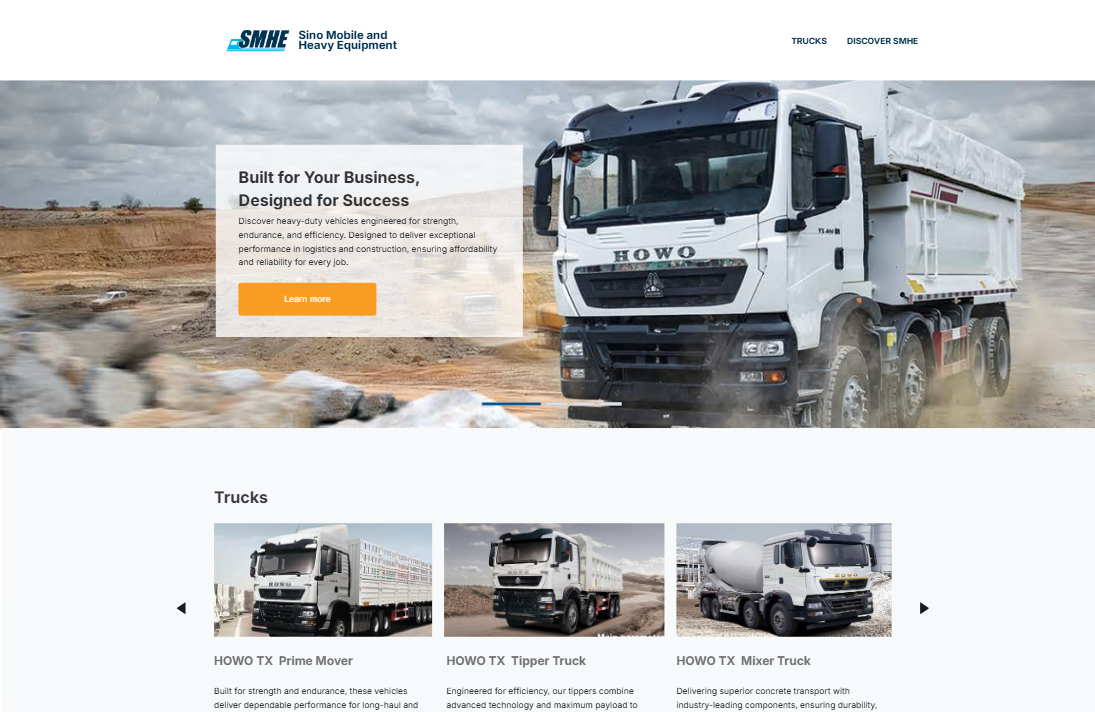 SMHE
Sino Mobile and
Heavy Equipment
TRUCKS
DISCOVER SMHE
Built for Your Business,
Designed for Success
Discover heavy-duty vehicles engineered for strength,
endurance, and efficiency. Designed to deliver exceptional
performance in logistics and construction, ensuring affordability
and reliability for every job.
Learn more
HOWO
Trucks
HOWO
HOWO
HOWO TX Prime Mover
HOWO TX Tipper Truck
HOWO TX Mixer Truck
Built for strength and endurance, these vehicles
deliver dependable performance for long-haul and
Engineered for efficiency, our tippers combine
advanced technology and maximum payload to
Delivering superior concrete transport with
industry-leading components, ensuring durability,